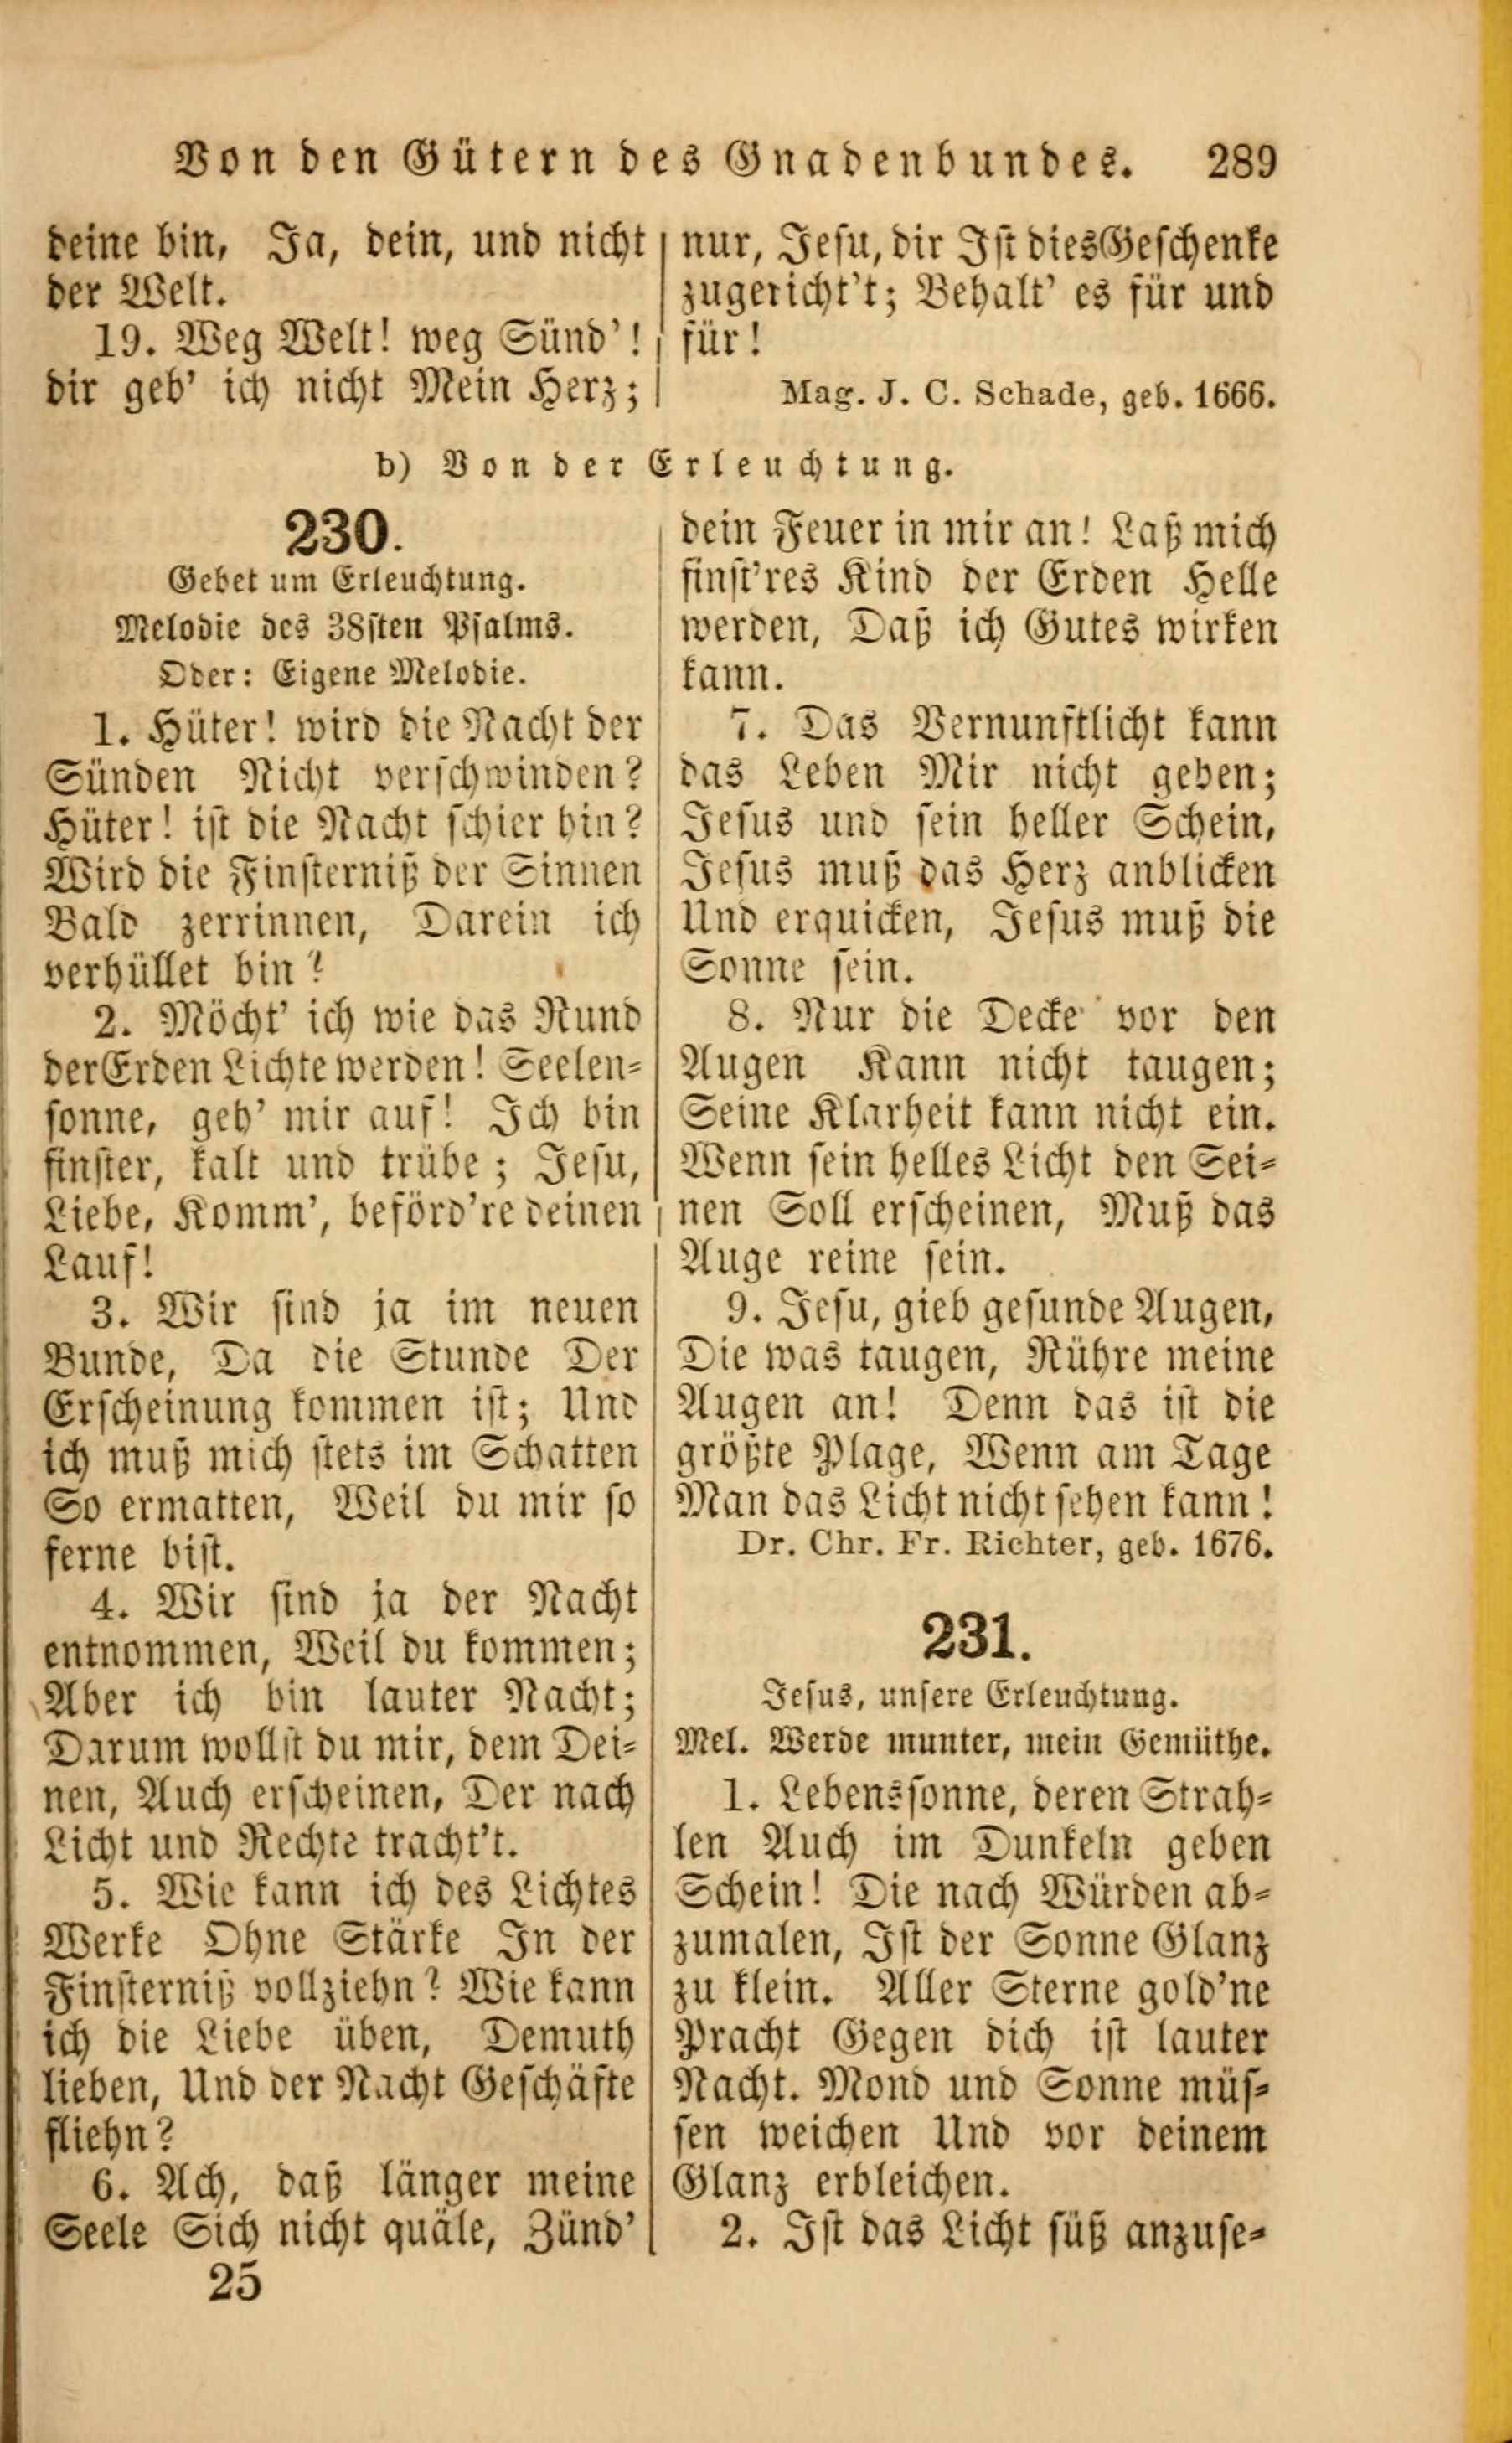 Von den Gütern des Gnadenbundes. 289
deine bin, Ja, dein, und nicht
der Welt.
19. Weg Welt! weg Sünd'!
dir geb' ich nicht Mein Herz;
nur, Jesu, dir Ist dies Geschenke
zugericht't; Behalt' es für und
für!
Mag. J. C. Schade, geb. 1666.
b) Von der Erleuchtung.
230.
Gebet um Erleuchtung.
Melodie des 38sten Psalms.
Oder: Eigene Melodie.
1. Hüter! wird die Nacht der
Sünden Nicht verschwinden?
Hüter! ist die Nacht schier hin?
Wird die Finsterniß der Sinnen
Bald zerrinnen, Darein ich
verhüllet bin?
2. Möcht' ich wie das Rund
der Erden Lichte werden! Seelen-
sonne, geh' mir auf! Ich bin
finster, kalt und trübe; Jesu,
Liebe, Komm', beförd're deinen
Lauf!
3. Wir sind ja im neuen
Bunde, Da die Stunde Der
Erscheinung kommen ist; Und
ich muß mich stets im Schatten
So ermatten, Weil du mir so
ferne bist.
4. Wir sind ja der Nacht
entnommen, Weil du kommen;
Aber ich bin lauter Nacht;
Darum wollst du mir, dem Dei-
nen, Auch erscheinen, Der nach
Licht und Rechte tracht't.
5. Wie kann ich des Lichtes
Werke Ohne Stärke In der
Finsterniß vollziehn? Wie kann
ich die Liebe üben, Demuth
lieben, Und der Nacht Geschäfte
fliehn?
6. Ach, daß länger meine
Seele Sich nicht quäle, Zünd'
25
dein Feuer in mir an! Laß mich
finst'res Kind der Erden Helle
werden, Daß ich Gutes wirken
kann.
7. Das Vernunftlicht kann
das Leben Mir nicht geben;
Jesus und sein heller Schein,
Jesus muß das Herz anblicken
Und erquicken, Jesus muß die
Sonne sein.
8. Nur die Decke vor den
Augen Kann nicht taugen;
Seine Klarheit kann nicht ein.
Wenn sein helles Licht den Sei-
nen Soll erscheinen, Muß das
Auge reine sein.
9. Jesu, gieb gesunde Augen,
Die was taugen, Rühre meine
Augen an! Denn das ist die
größte Plage, Wenn am Tage
Man das Licht nicht sehen kann!
Dr. Chr. Fr. Richter, geb. 1676.
231.
Jesus, unsere Erleuchtung.
Mel. Werde munter, mein Gemüthe.
1. Lebenssonne, deren Strah-
len Auch im Dunkeln geben
Schein! Die nach Würden ab-
zumalen, Ist der Sonne Glanz
zu klein. Aller Sterne gold'ne
Pracht Gegen dich ist lauter
Nacht. Mond und Sonne müs-
sen weichen Und vor deinem
Glanz erbleichen.
2. Ist das Licht süß anzuse-